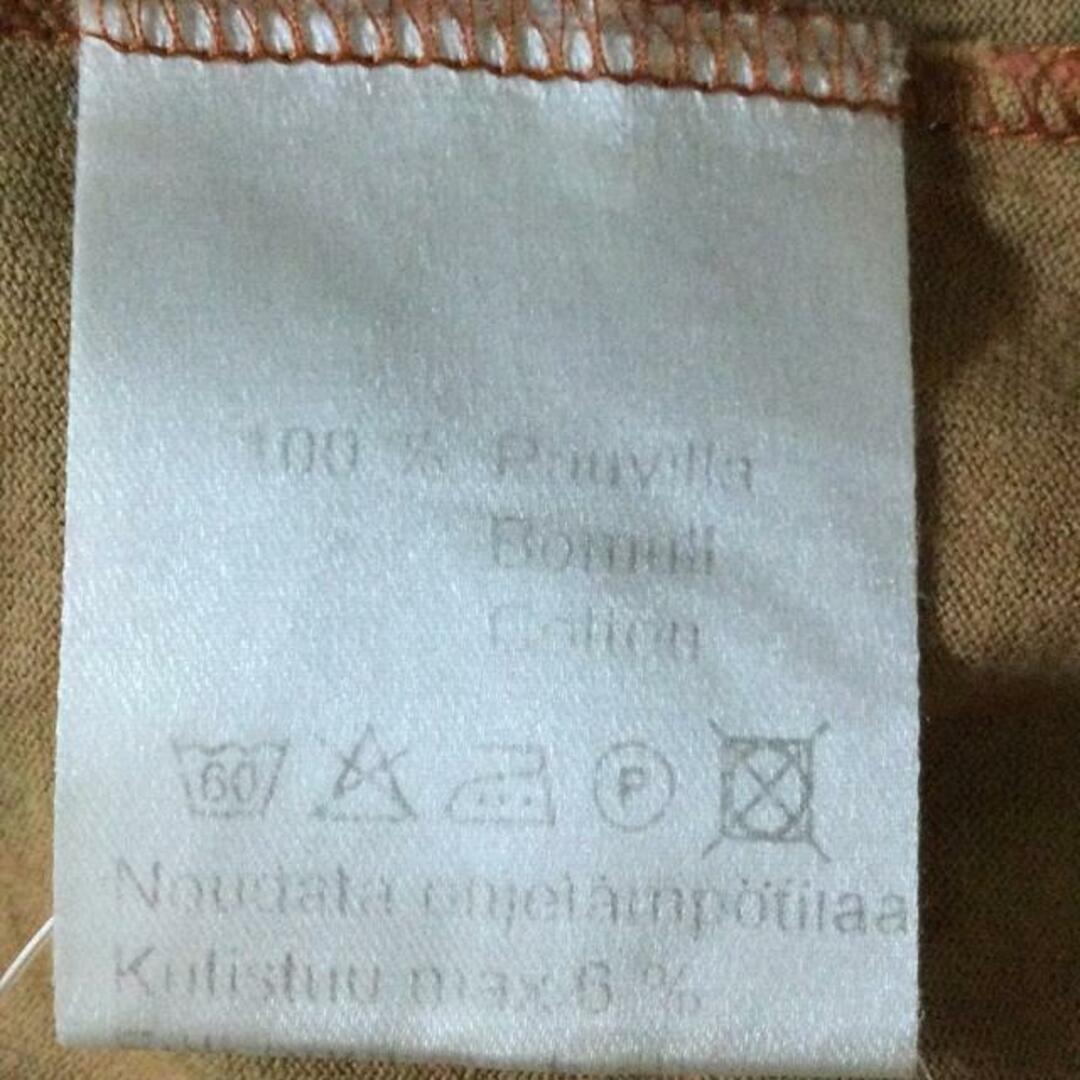 100 % Puuvilla
Bomull
Cotton
60 P
Noudata ohjelämpötilaa
Kutistuu max 6 %